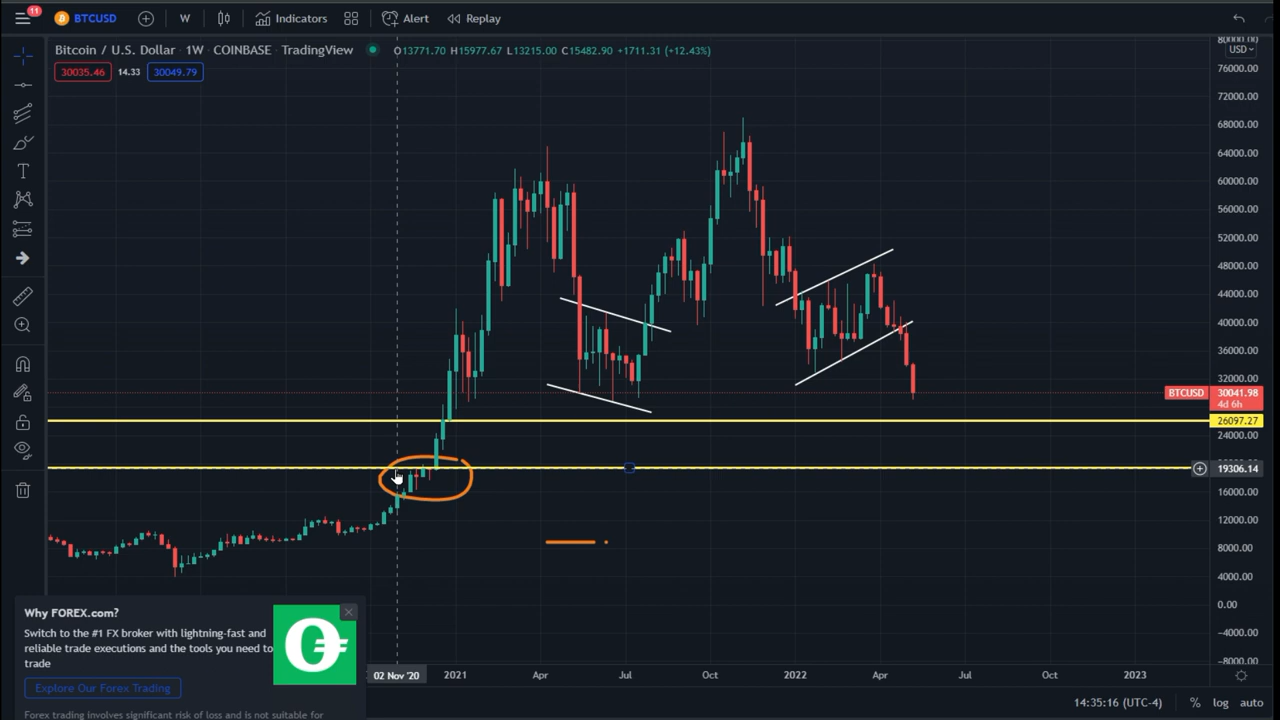 11
BTCUSD W Indicators Alert Replay
Bitcoin / U.S. Dollar · 1W · COINBASE · TradingView O13771.70 H15977.67 L13215.00 C15482.90 +1711.31 (+12.43%)
30035.46 14.33 30049.79
80000.00
USD
76000.00
72000.00
68000.00
64000.00
60000.00
56000.00
52000.00
48000.00
44000.00
40000.00
36000.00
32000.00
BTCUSD 30041.98
4d 6h
26097.27
24000.00
19306.14
16000.00
12000.00
8000.00
4000.00
0.00
−4000.00
−8000.00
Why FOREX.com?
Switch to the #1 FX broker with lightning-fast and
reliable trade executions and the tools you need to
trade
Explore Our Forex Trading
Forex trading involves significant risk of loss and is not suitable for
02 Nov '20 2021 Apr Jul Oct 2022 Apr Jul Oct 2023
14:35:16 (UTC-4) % log auto